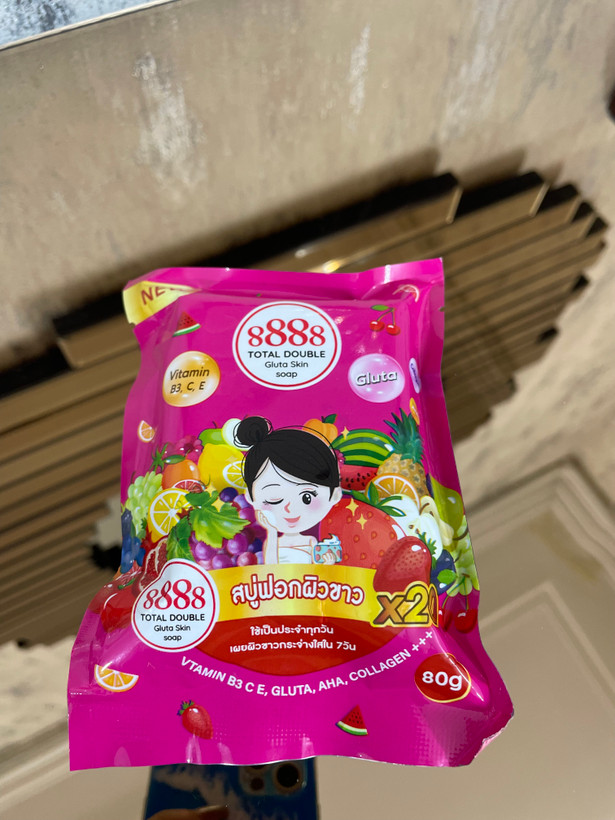 NEW
8888
TOTAL DOUBLE
Gluta Skin
soap
Vitamin
B3, C, E
Gluta
8888
TOTAL DOUBLE
Gluta Skin
soap
สบู่ฟอกผิวขาว
x20
ใช้เป็นประจำทุกวัน
เผยผิวขาวกระจ่างใสใน 7วัน
VTAMIN B3 C E, GLUTA, AHA, COLLAGEN +++
80g